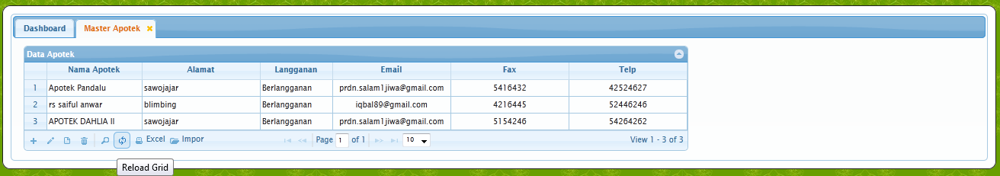 Dashboard Master Apotek
Data Apotek
Nama Apotek Alamat Langganan Email Fax Telp
1 Apotek Pandalu sawojajar Berlangganan prdn.salam1jiwa@gmail.com 5416432 42524627
2 rs saiful anwar blimbing Berlangganan iqbal89@gmail.com 4216445 52446246
3 APOTEK DAHLIA II sawojajar Berlangganan prdn.salam1jiwa@gmail.com 5154246 54264262
Excel Impor Page 1 of 1 10 View 1 - 3 of 3
Reload Grid